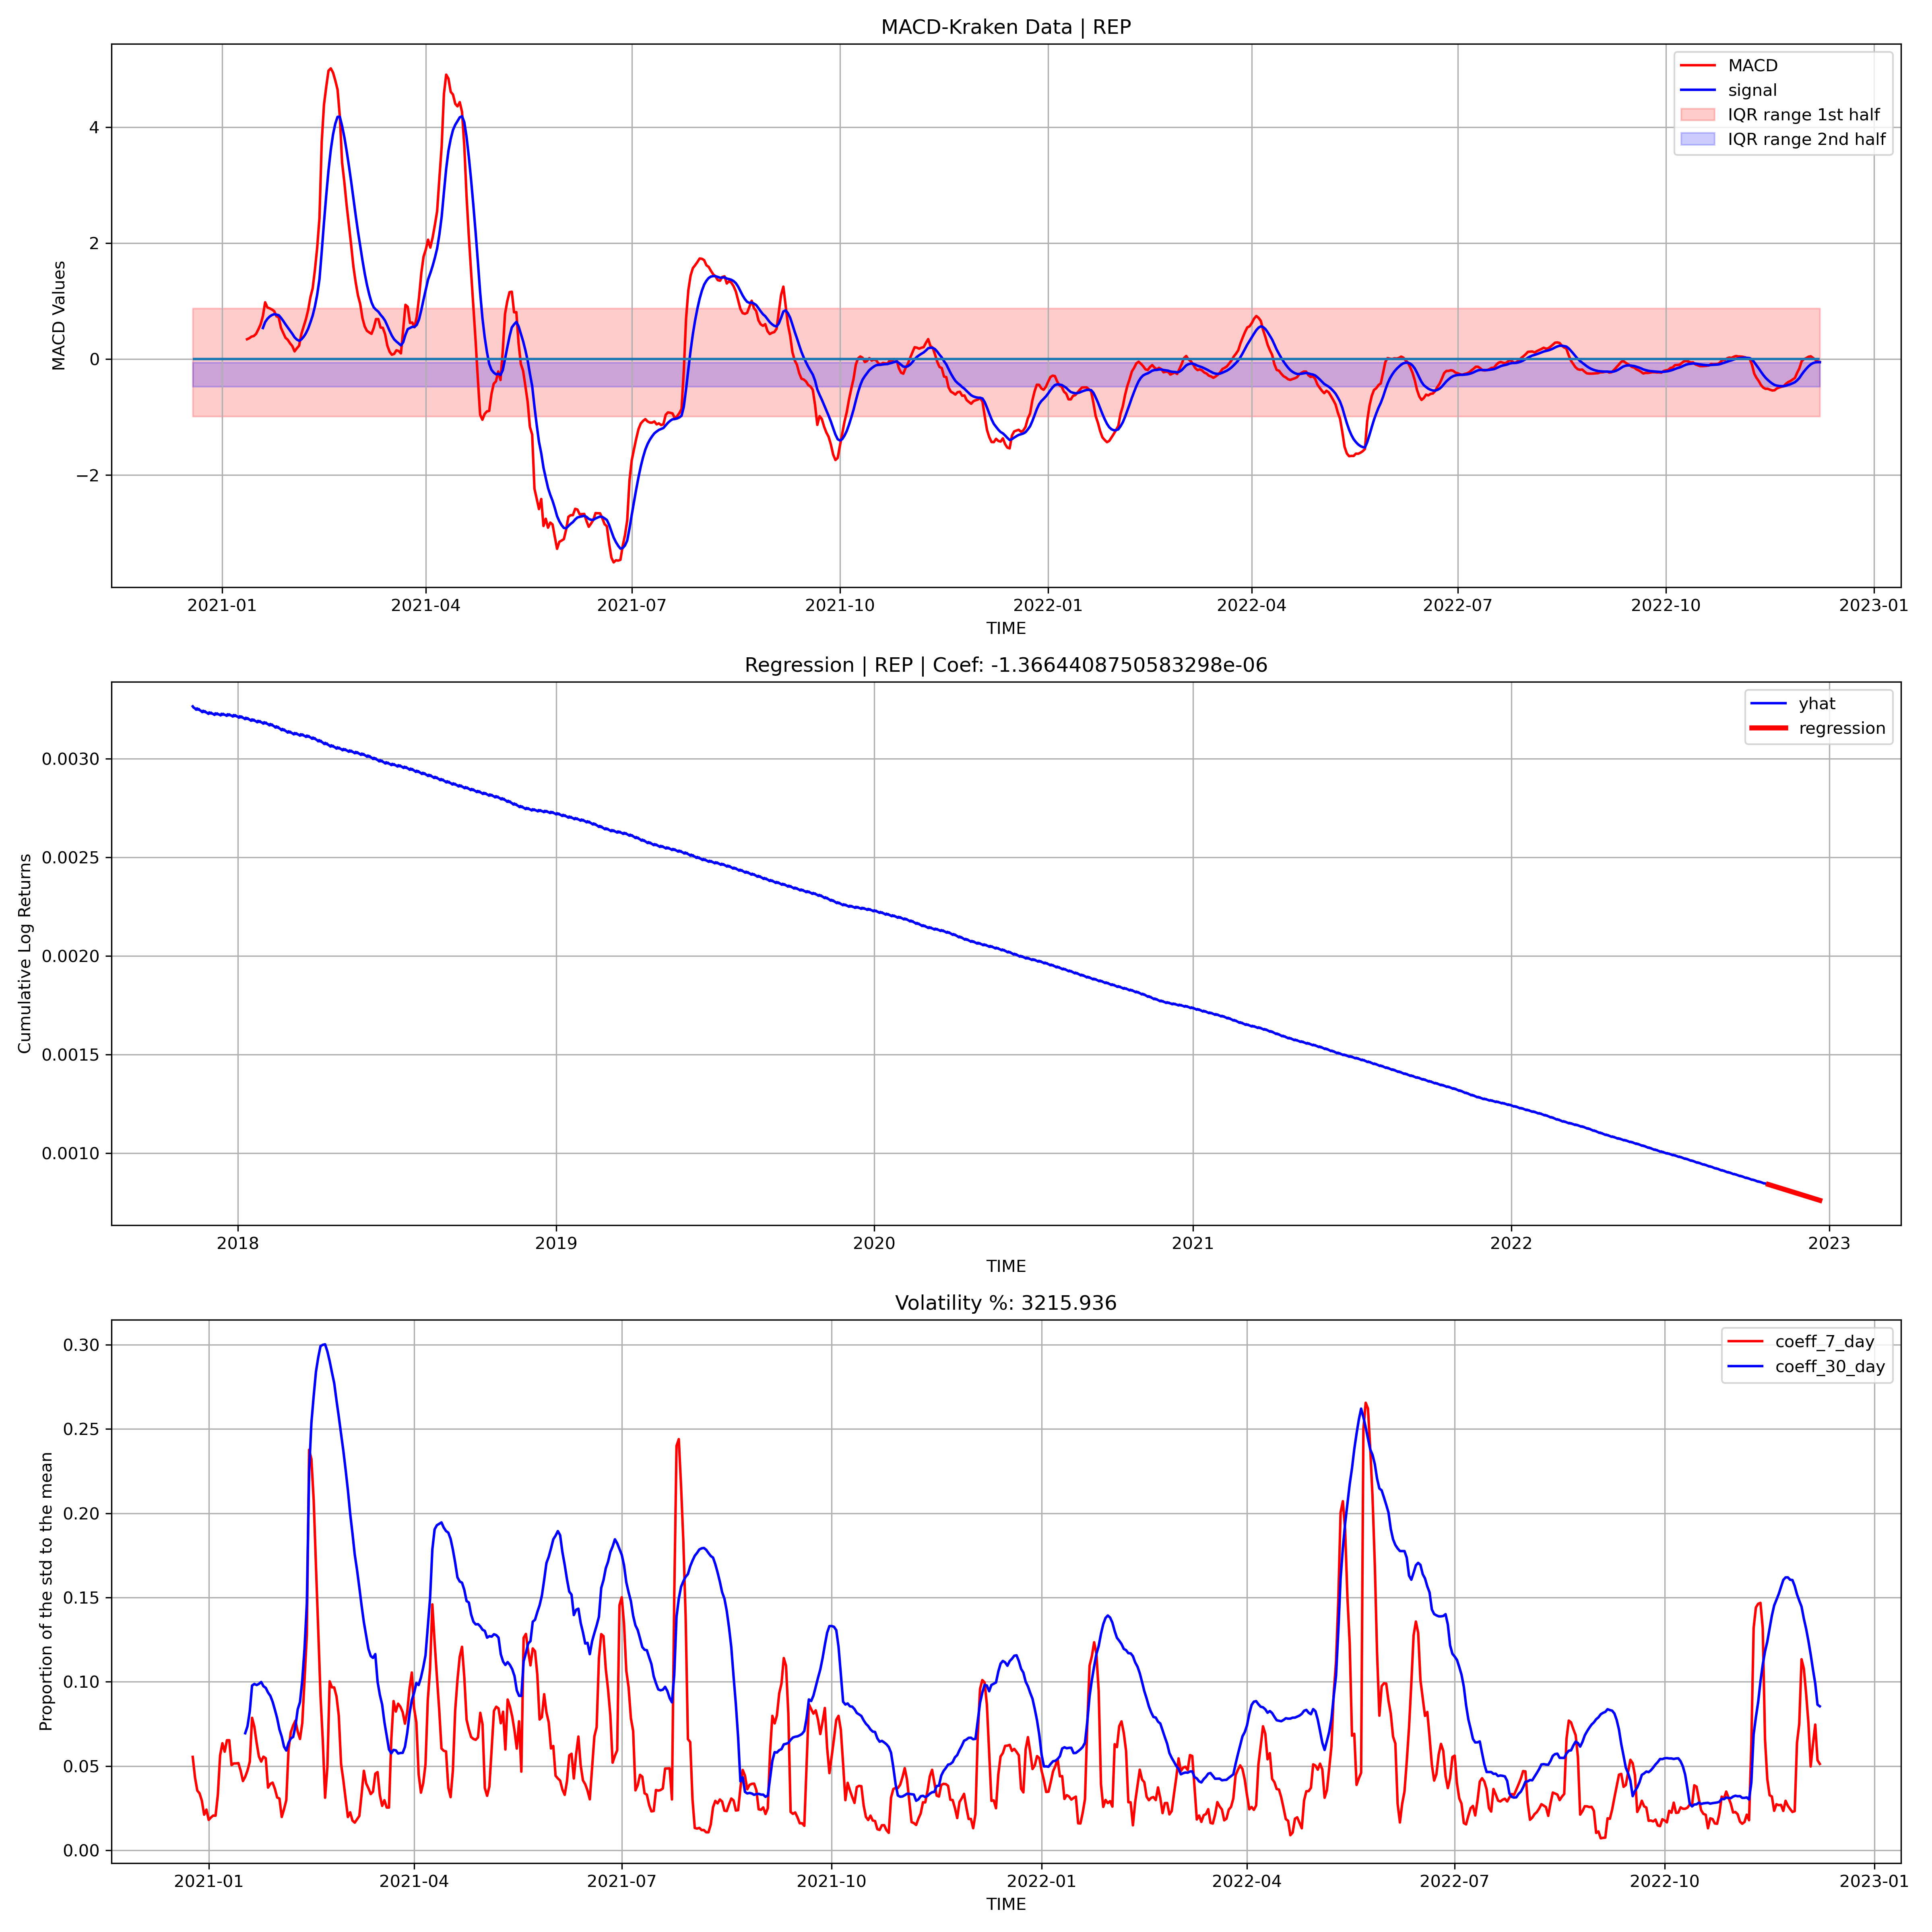 MACD-Kraken Data | REP
MACD
signal
IQR range 1st half
IQR range 2nd half
MACD Values
4
2
0
−2
2021-01
2021-04
2021-07
2021-10
2022-01
2022-04
2022-07
2022-10
2023-01
TIME
Regression | REP | Coef: -1.3664408750583298e-06
yhat
regression
Cumulative Log Returns
0.0030
0.0025
0.0020
0.0015
0.0010
2018
2019
2020
2021
2022
2023
TIME
Volatility %: 3215.936
coeff_7_day
coeff_30_day
Proportion of the std to the mean
0.30
0.25
0.20
0.15
0.10
0.05
0.00
2021-01
2021-04
2021-07
2021-10
2022-01
2022-04
2022-07
2022-10
2023-01
TIME